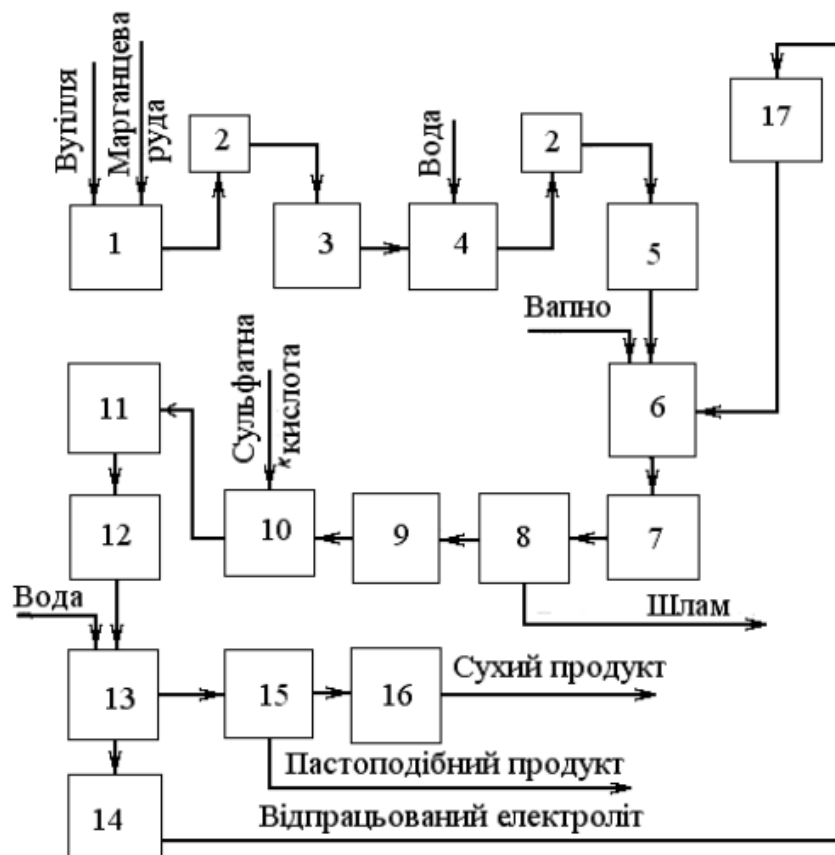 Вугілля
Марганцева
руда
2
Вода
2
17
1
3
4
5
Вапно
Сульфатна
кислота
11
6
12
10
9
8
7
Шлам
Вода
13
15
16
Сухий продукт
Пастоподібний продукт
14
Відпрацьований електроліт